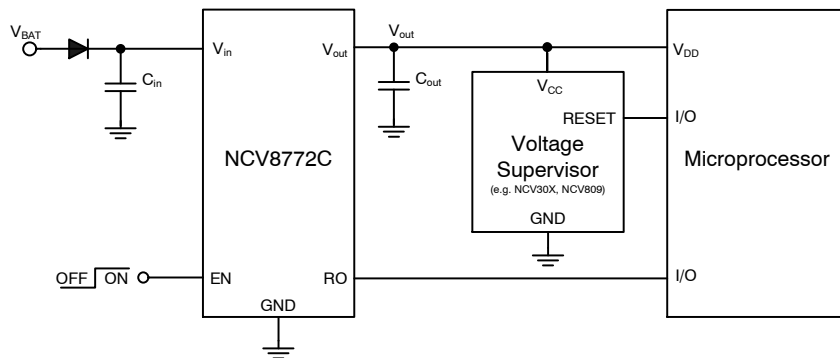 V_BAT
V_in
C_in
V_out
V_out
C_out
V_CC
RESET
Voltage
Supervisor
(e.g. NCV30X, NCV809)
GND
V_DD
I/O
Microprocessor
I/O
NCV8772C
OFF ON
EN
RO
GND